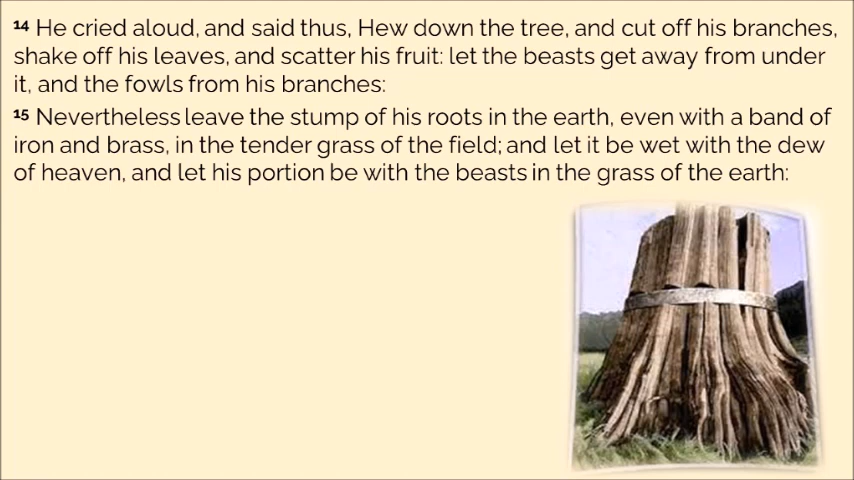 14 He cried aloud, and said thus, Hew down the tree, and cut off his branches,
shake off his leaves, and scatter his fruit: let the beasts get away from under
it, and the fowls from his branches:
15 Nevertheless leave the stump of his roots in the earth, even with a band of
iron and brass, in the tender grass of the field; and let it be wet with the dew
of heaven, and let his portion be with the beasts in the grass of the earth: